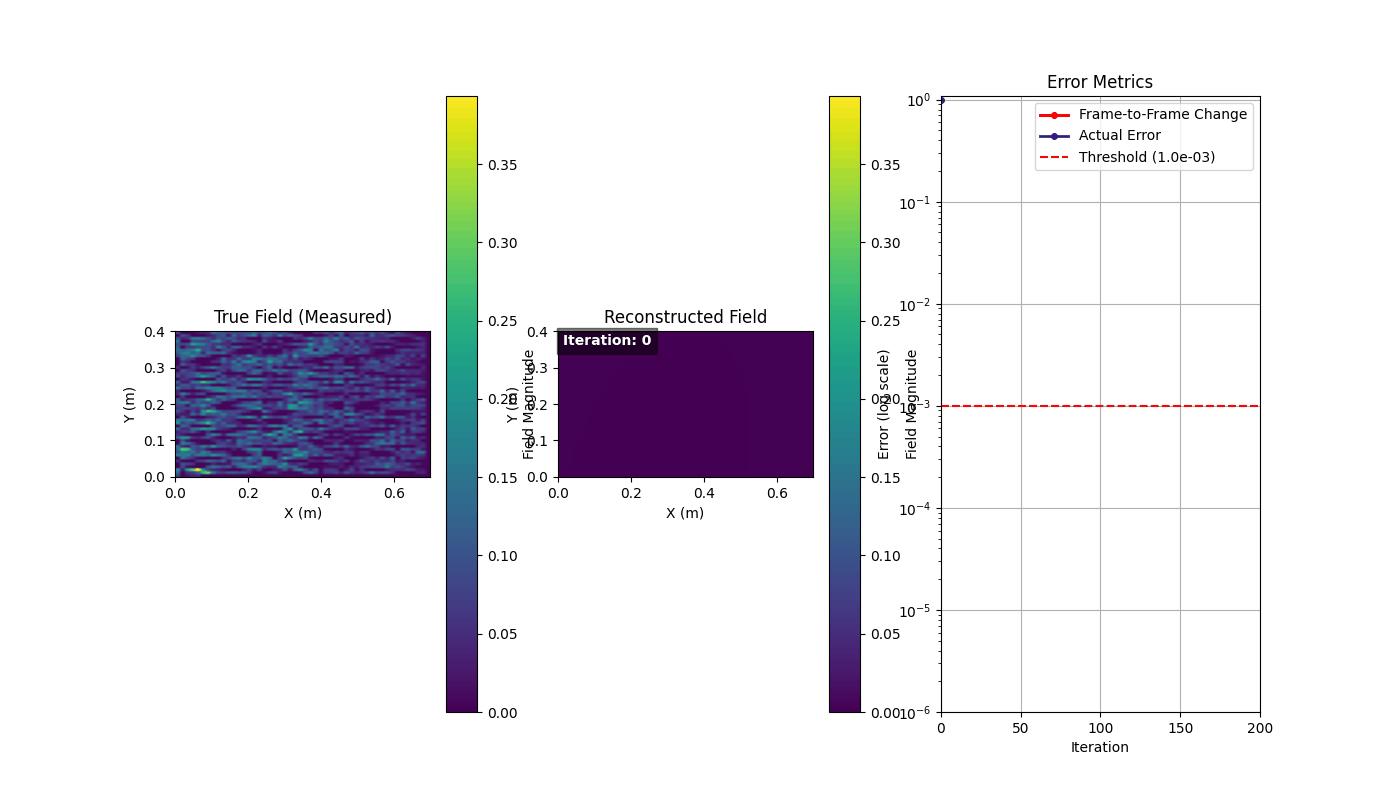 True Field (Measured)
Y (m)
0.4
0.3
0.2
0.1
0.0
0.0 0.2 0.4 0.6
X (m)
0.35
0.30
0.25
0.20
0.15
0.10
0.05
0.00
Field Magnitude
Reconstructed Field
Iteration: 0
Y (m)
0.4
0.3
0.2
0.1
0.0
0.0 0.2 0.4 0.6
X (m)
0.35
0.30
0.25
0.20
0.15
0.10
0.05
0.00
Field Magnitude
Error Metrics
Error (log scale)
10⁰
10⁻¹
10⁻²
10⁻³
10⁻⁴
10⁻⁵
10⁻⁶
Frame-to-Frame Change
Actual Error
Threshold (1.0e-03)
0 50 100 150 200
Iteration